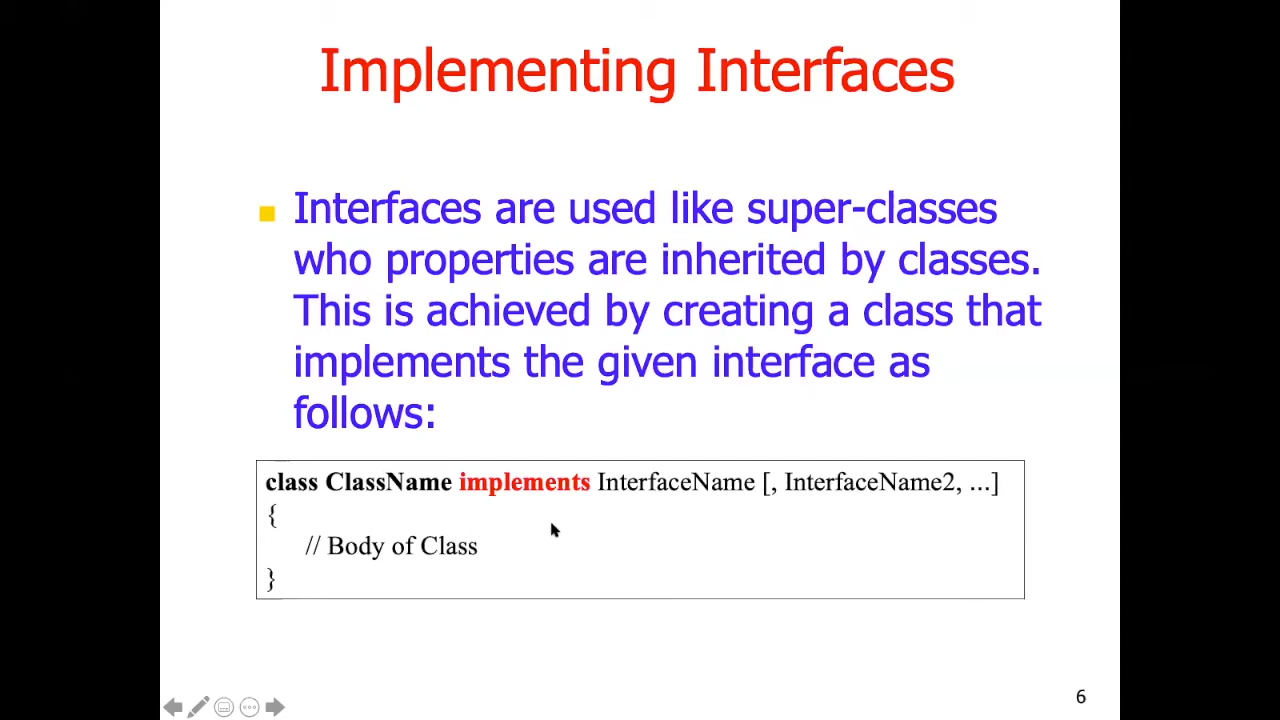 Implementing Interfaces
Interfaces are used like super-classes
who properties are inherited by classes.
This is achieved by creating a class that
implements the given interface as
follows:
class ClassName implements InterfaceName [, InterfaceName2, …]
{
// Body of Class
}
6